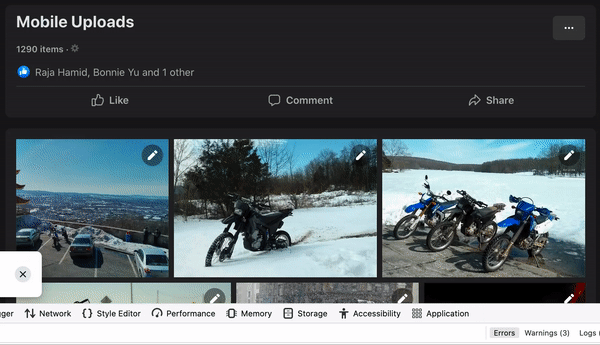 Mobile Uploads
1290 items ·
Raja Hamid, Bonnie Yu and 1 other
Like Comment Share
Network Style Editor Performance Memory Storage Accessibility Application
Errors Warnings (3) Logs